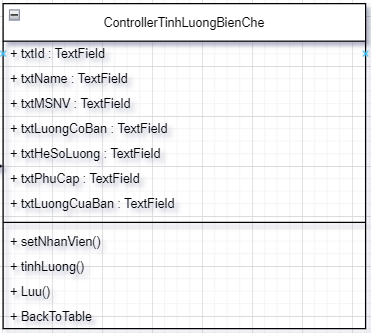 ControllerTinhLuongBienChe
+ txtId : TextField
+ txtName : TextField
+ txtMSNV : TextField
+ txtLuongCoBan : TextField
+ txtHeSoLuong : TextField
+ txtPhuCap : TextField
+ txtLuongCuaBan : TextField
+ setNhanVien()
+ tinhLuong()
+ Luu()
+ BackToTable